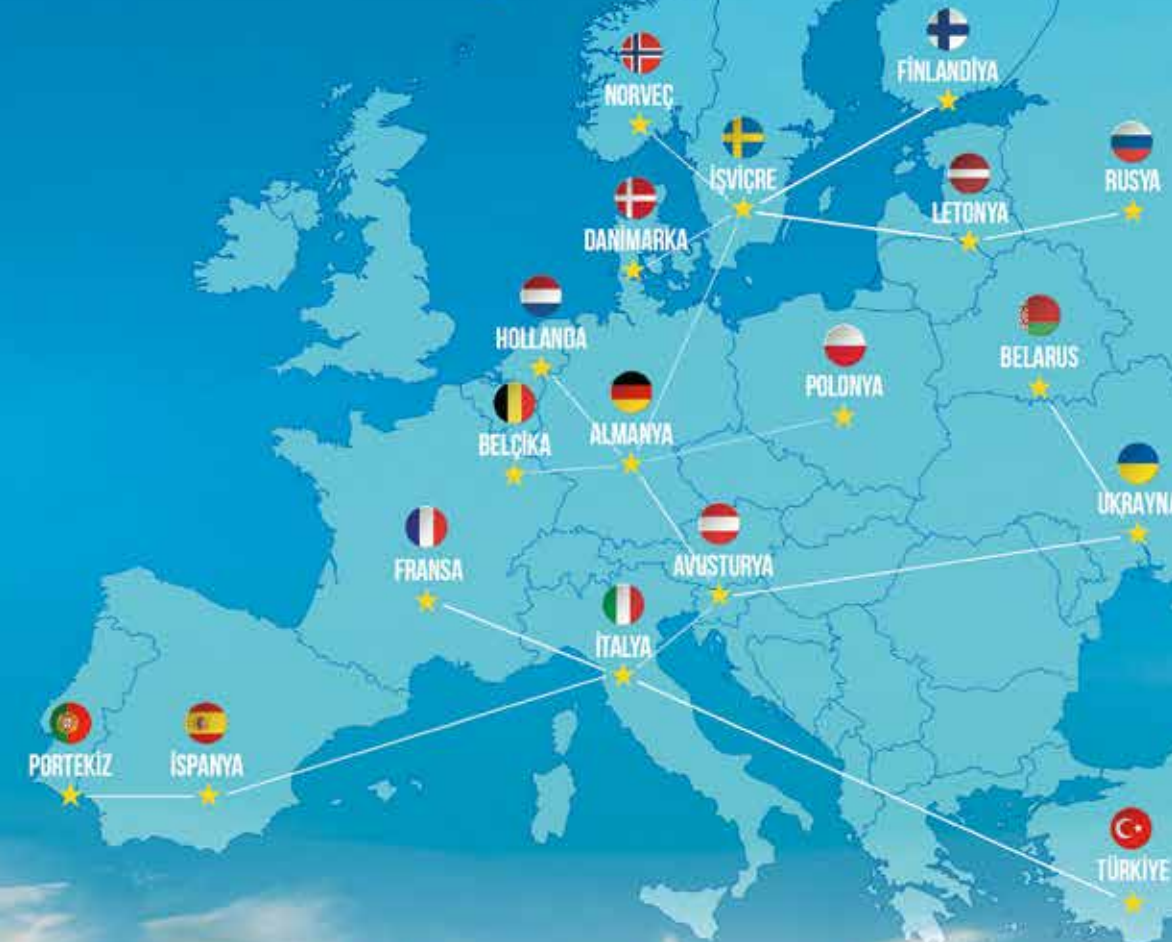 FİNLANDİYA
NORVEÇ
İŞVİÇRE
RUSYA
LETONYA
DANİMARKA
HOLLANDA
BELARUS
POLONYA
ALMANYA
BELÇİKA
UKRAYNA
AVUSTURYA
FRANSA
İTALYA
PORTEKİZ
İSPANYA
TÜRKİYE